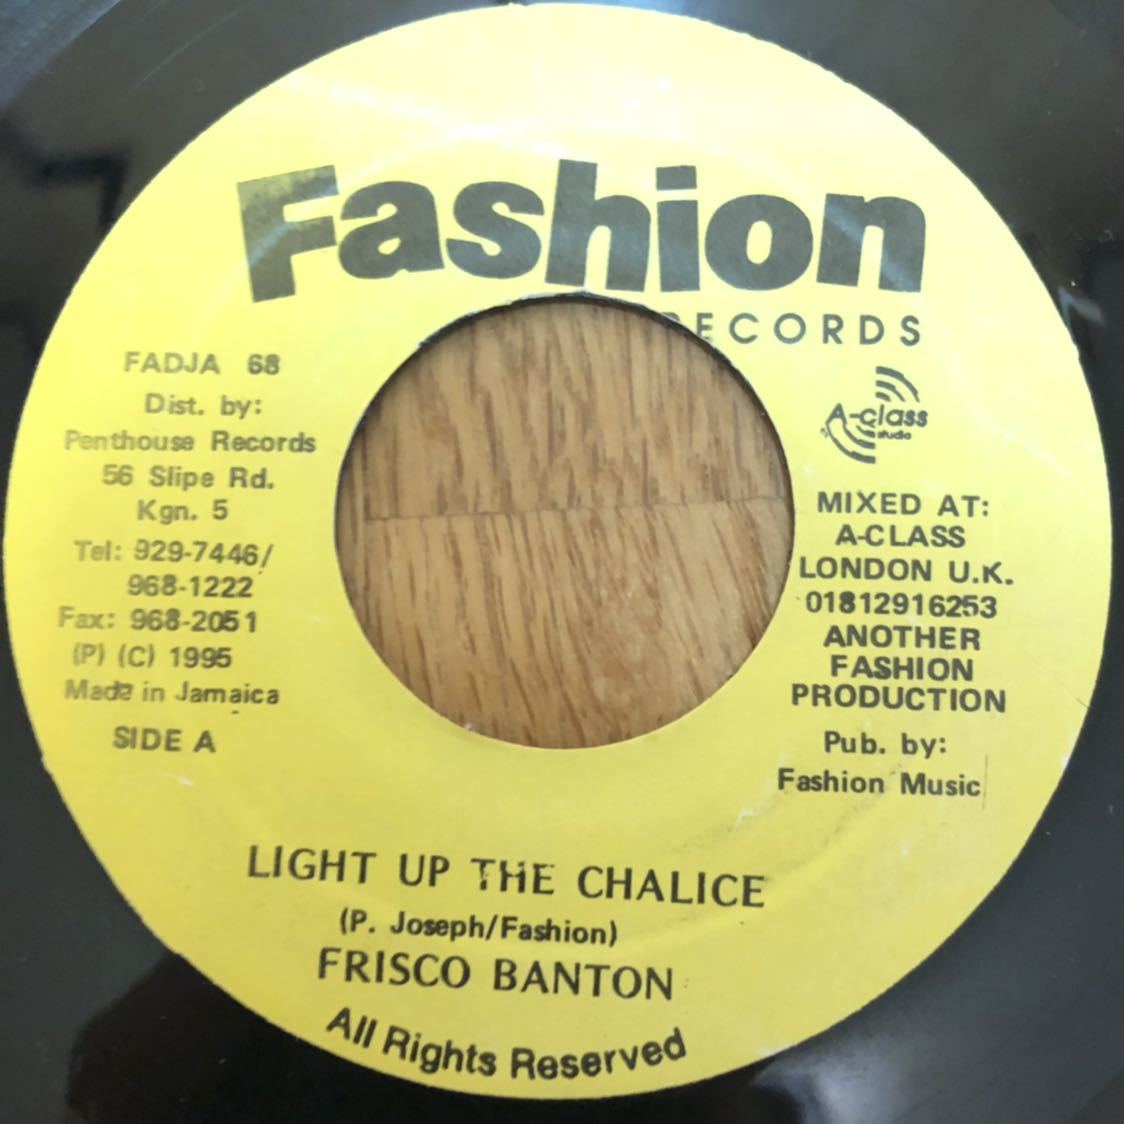 Fashion
RECORDS
FADJA 68
Dist. by:
Penthouse Records
56 Slipe Rd.
Kgn. 5
Tel: 929-7446/
968-1222
Fax: 968-2051
(P) (C) 1995
Made in Jamaica
SIDE A
A-class
studio
MIXED AT:
A-CLASS
LONDON U.K.
01812916253
ANOTHER
FASHION
PRODUCTION
Pub. by:
Fashion Music
LIGHT UP THE CHALICE
(P. Joseph/Fashion)
FRISCO BANTON
All Rights Reserved